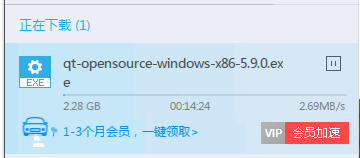 正在下载 (1)
qt-opensource-windows-x86-5.9.0.ex
e
EXE
2.28 GB 00:14:24 2.69MB/s
1-3个月会员，一键领取>
VIP 会员加速